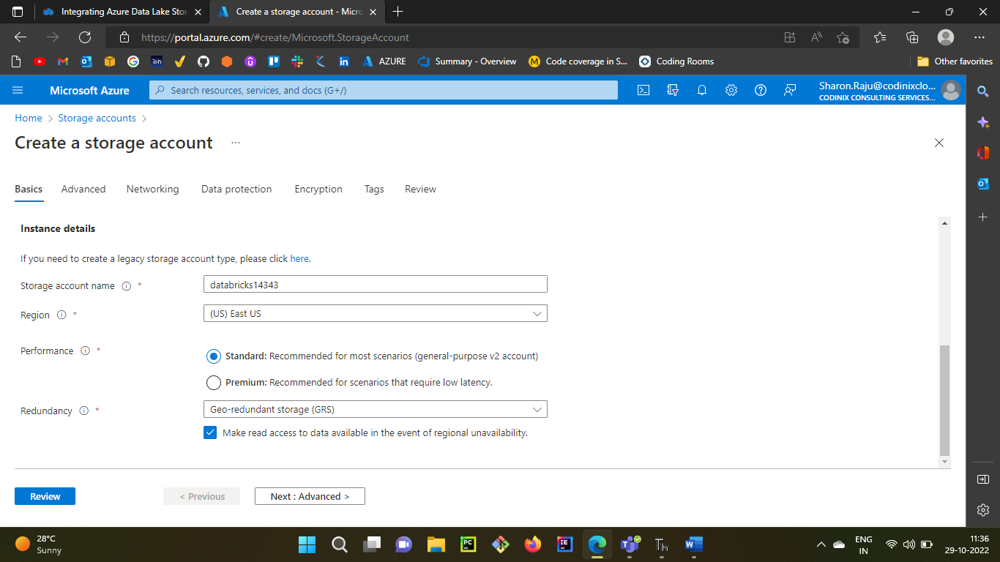 Integrating Azure Data Lake Stor
Create a storage account - Micro
https://portal.azure.com/#create/Microsoft.StorageAccount
AZURE
Summary - Overview
Code coverage in S...
Coding Rooms
Other favorites
Microsoft Azure
Search resources, services, and docs (G+/)
Sharon.Raju@codinixclo...
CODINIX CONSULTING SERVICES...
Home > Storage accounts >
Create a storage account ...
Basics Advanced Networking Data protection Encryption Tags Review
Instance details
If you need to create a legacy storage account type, please click here.
Storage account name *
databricks14343
Region *
(US) East US
Performance *
Standard: Recommended for most scenarios (general-purpose v2 account)
Premium: Recommended for scenarios that require low latency.
Redundancy *
Geo-redundant storage (GRS)
Make read access to data available in the event of regional unavailability.
Review
< Previous
Next : Advanced >
28°C
Sunny
ENG
IN
11:36
29-10-2022